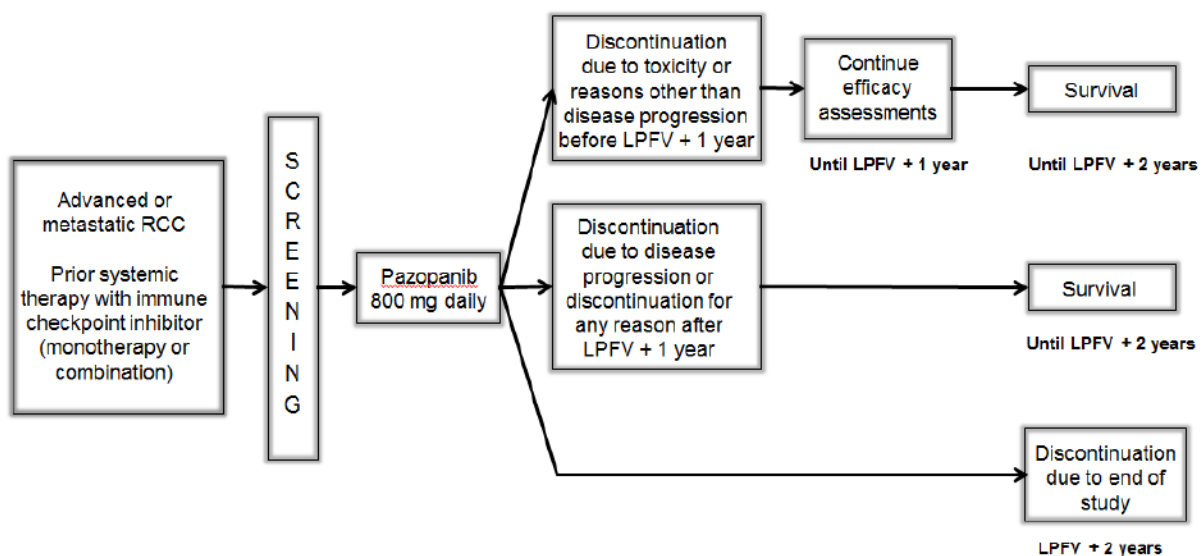 Advanced or
metastatic RCC
Prior systemic
therapy with immune
checkpoint inhibitor
(monotherapy or
combination)
S
C
R
E
E
N
I
N
G
Pazopanib
800 mg daily
Discontinuation
due to toxicity or
reasons other than
disease progression
before LPFV + 1 year
Continue
efficacy
assessments
Until LPFV + 1 year
Survival
Until LPFV + 2 years
Discontinuation
due to disease
progression or
discontinuation for
any reason after
LPFV + 1 year
Survival
Until LPFV + 2 years
Discontinuation
due to end of
study
LPFV + 2 years